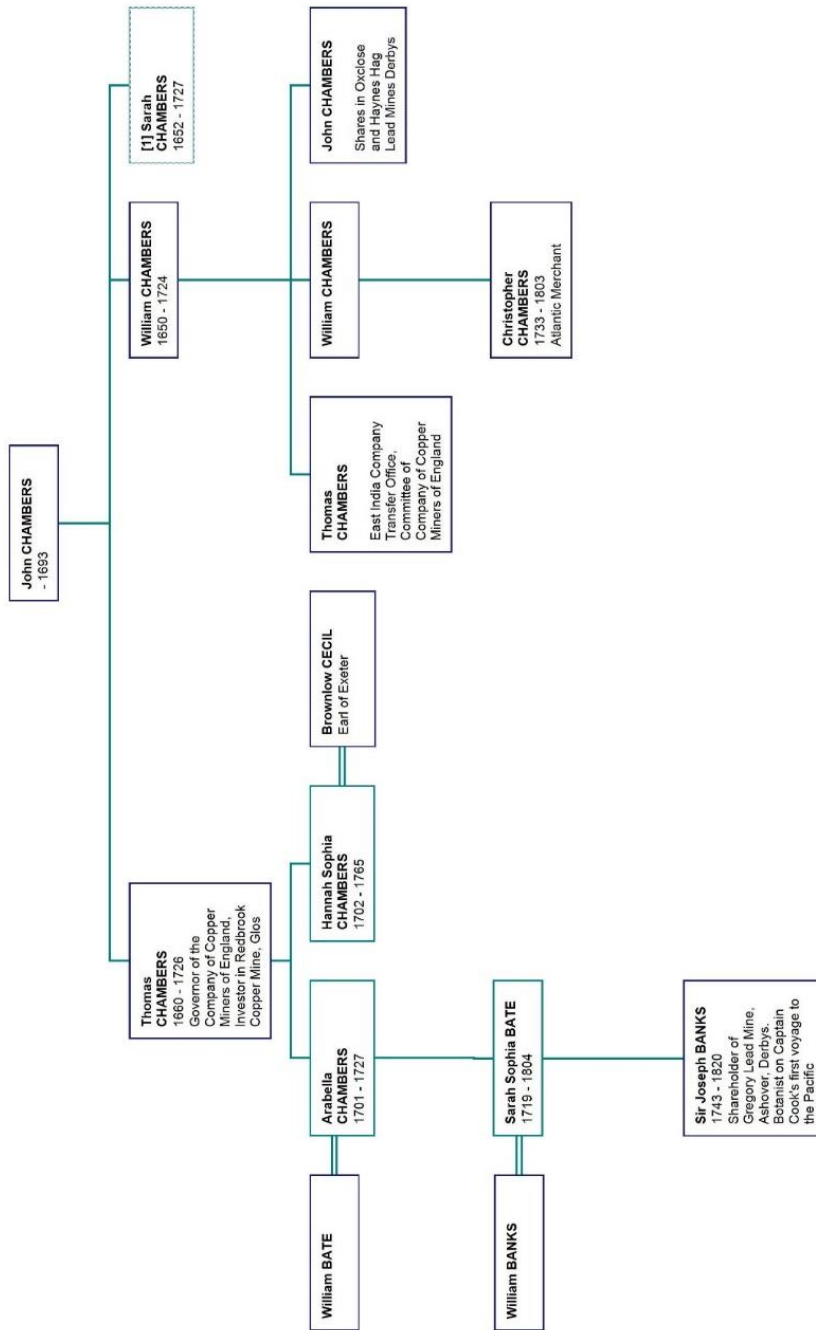 John CHAMBERS
- 1693
Thomas
CHAMBERS
1660 - 1726
Governor of the
Company of Copper
Miners of England,
Investor in Redbrook
Copper Mine, Glos
William CHAMBERS
1650 - 1724
[1] Sarah
CHAMBERS
1652 - 1727
William BATE
Arabella
CHAMBERS
1701 - 1727
Hannah Sophia
CHAMBERS
1702 - 1765
Brownlow CECIL
Earl of Exeter
Thomas
CHAMBERS
East India Company
Transfer Office,
Committee of
Company of Copper
Miners of England
William CHAMBERS
John CHAMBERS
Shares in Oxclose
and Haynes Hag
Lead Mines Derbys
William BANKS
Sarah Sophia BATE
1719 - 1804
Christopher
CHAMBERS
1733 - 1803
Atlantic Merchant
Sir Joseph BANKS
1743 - 1820
Shareholder of
Gregory Lead Mine,
Ashover, Derbys.
Botanist on Captain
Cook's first voyage to
the Pacific